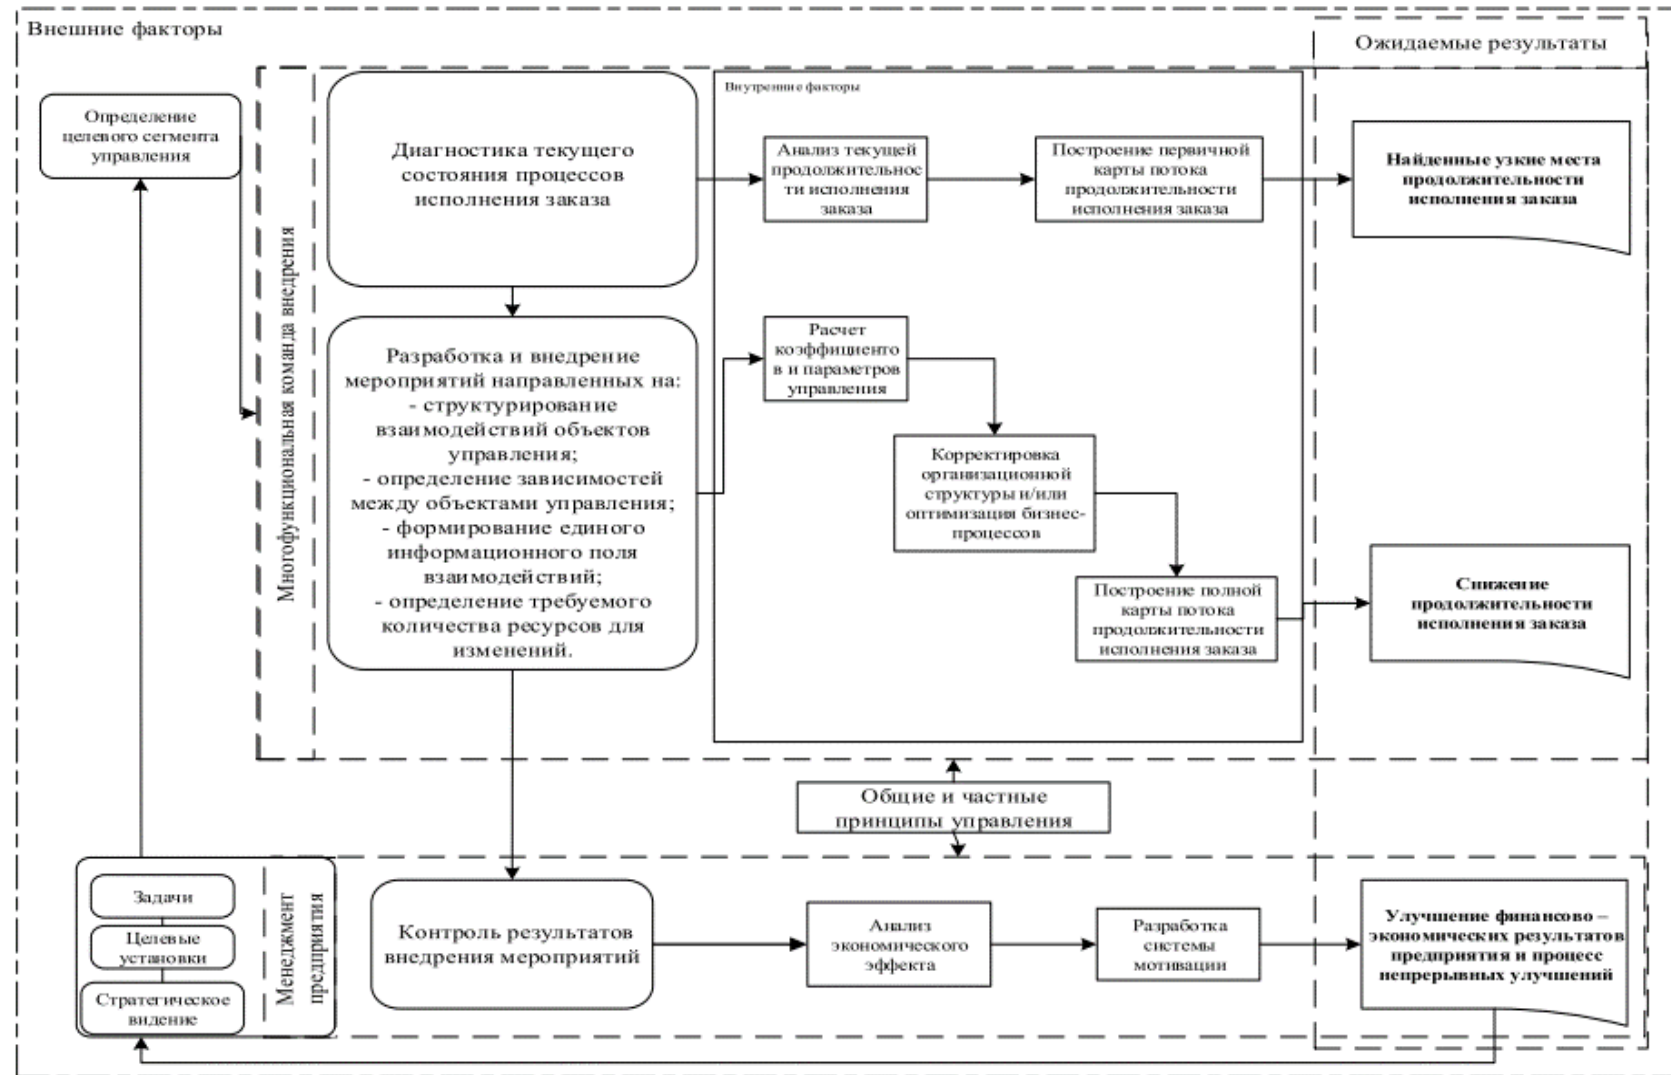 Внешние факторы
Ожидаемые результаты
Определение
целевого сегмента
управления
Многофункциональная команда внедрения
Диагностика текущего
состояния процессов
исполнения заказа
Внутренние факторы
Анализ текущей
продолжительнос
ти исполнения
заказа
Построение первичной
карты потока
продолжительности
исполнения заказа
Найденные узкие места
продолжительности
исполнения заказа
Разработка и внедрение
мероприятий направленных на:
- структурирование
взаимодействий объектов
управления;
- определение зависимостей
между объектами управления;
- формирование единого
информационного поля
взаимодействий;
- определение требуемого
количества ресурсов для
изменений.
Расчет
коэффициенто
в и параметров
управления
Корректировка
организационной
структуры и/или
оптимизация бизнес-
процессов
Построение полной
карты потока
продолжительности
исполнения заказа
Снижение
продолжительности
исполнения заказа
Общие и частные
принципы управления
Задачи
Целевые
установки
Стратегическое
видение
Менеджмент
предприятия
Контроль результатов
внедрения мероприятий
Анализ
экономического
эффекта
Разработка
системы
мотивации
Улучшение финансово –
экономических результатов
предприятия и процесс
непрерывных улучшений